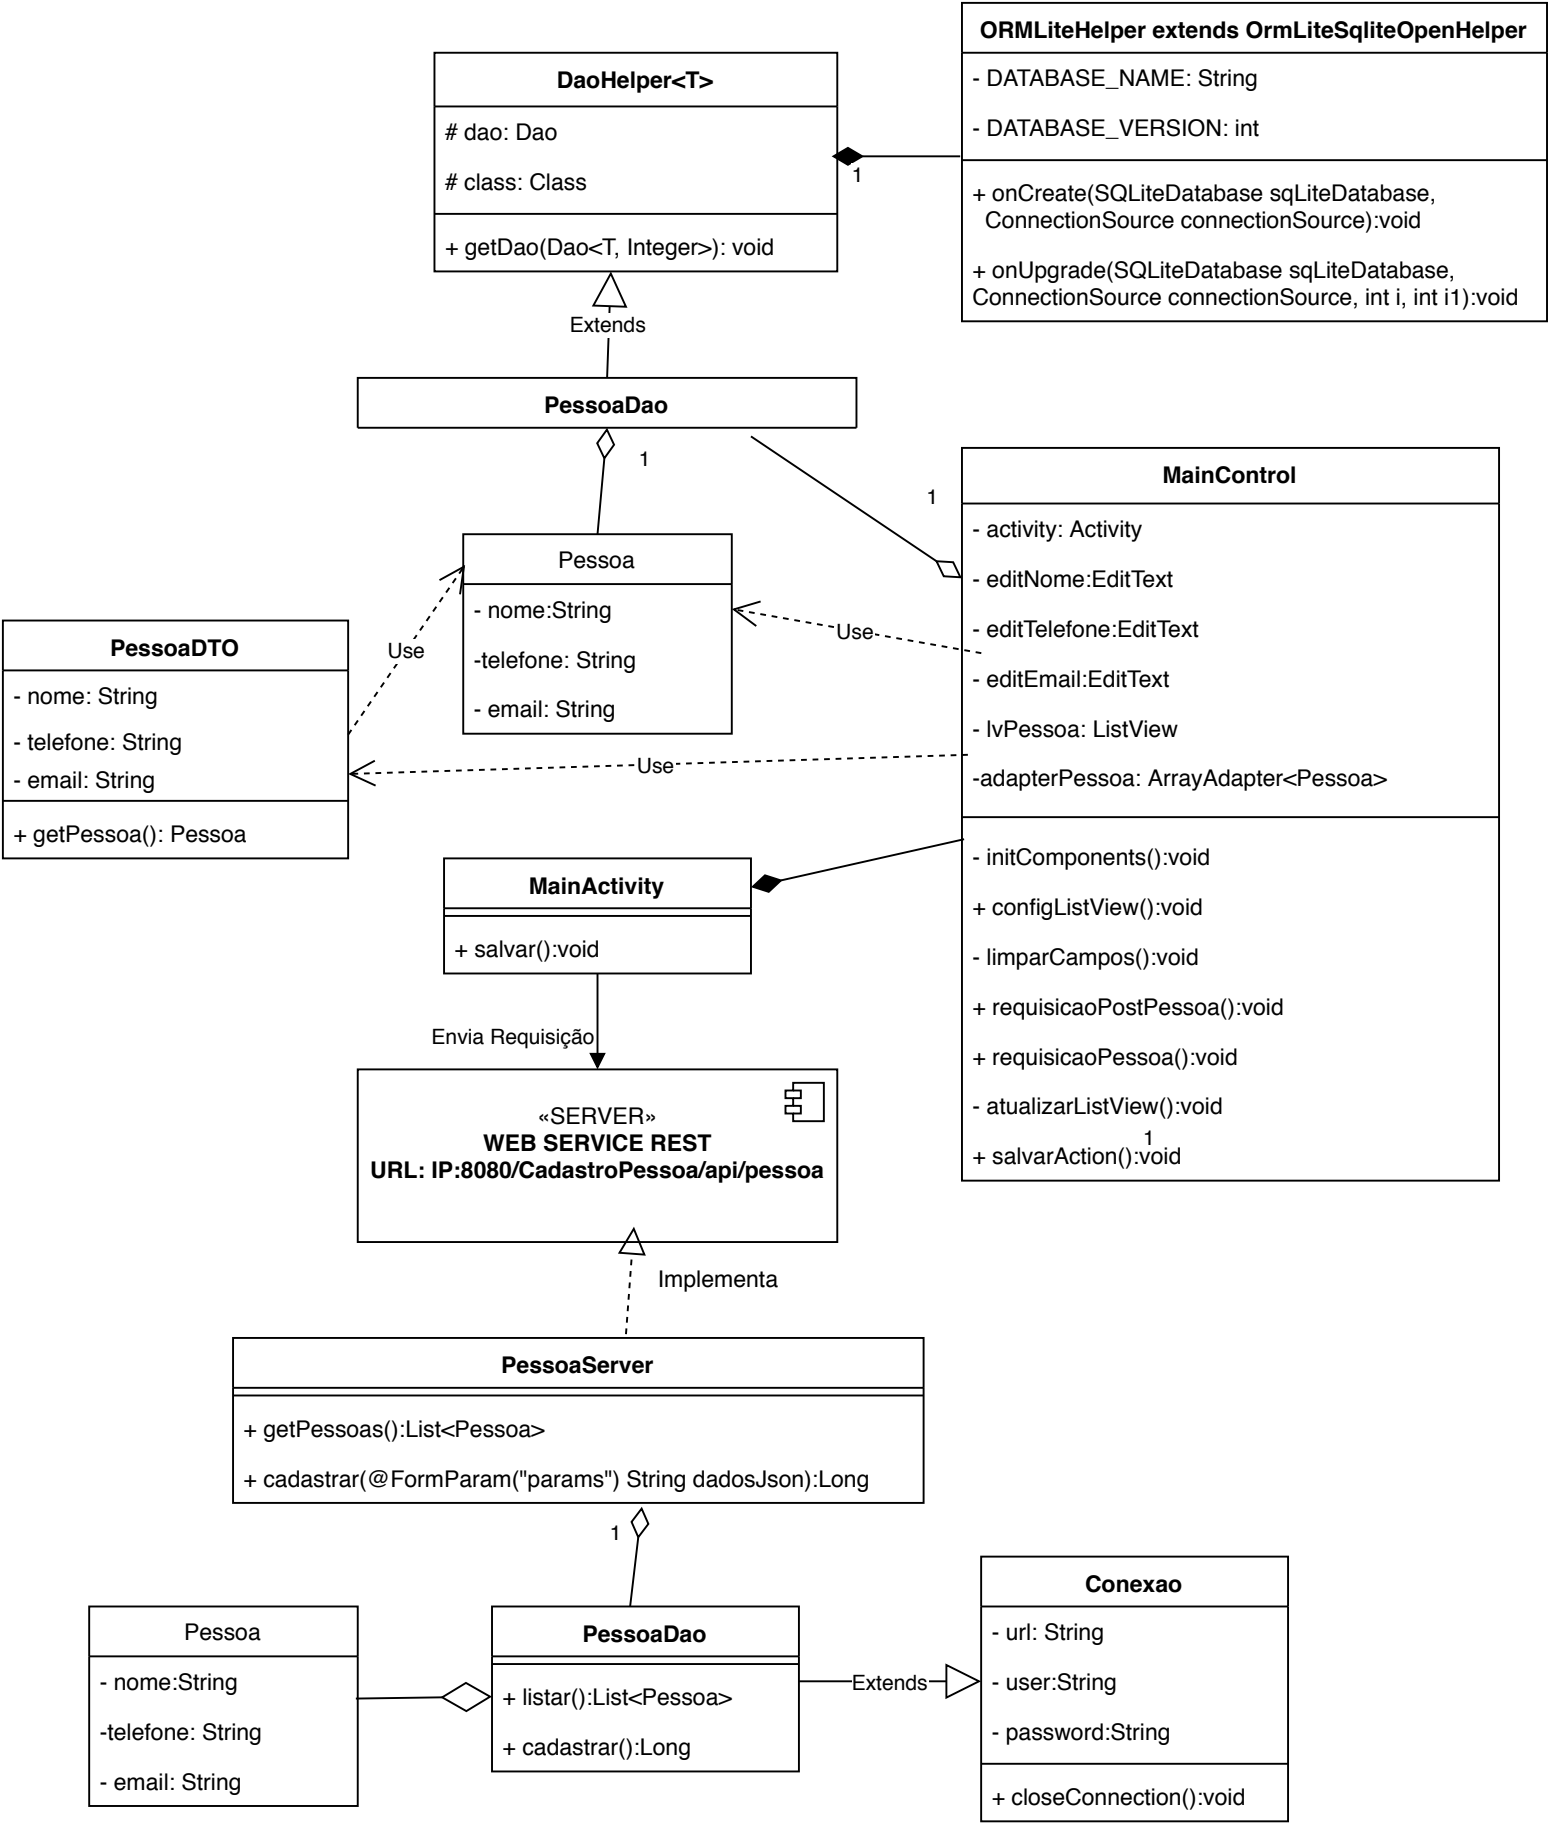 ORMLiteHelper extends OrmLiteSqliteOpenHelper
- DATABASE_NAME: String
- DATABASE_VERSION: int
+ onCreate(SQLiteDatabase sqLiteDatabase,
ConnectionSource connectionSource):void
+ onUpgrade(SQLiteDatabase sqLiteDatabase,
ConnectionSource connectionSource, int i, int i1):void
DaoHelper<T>
# dao: Dao
# class: Class
+ getDao(Dao<T, Integer>): void
1
Extends
PessoaDao
1
1
MainControl
- activity: Activity
- editNome:EditText
- editTelefone:EditText
- editEmail:EditText
- lvPessoa: ListView
-adapterPessoa: ArrayAdapter<Pessoa>
- initComponents():void
+ configListView():void
- limparCampos():void
+ requisicaoPostPessoa():void
+ requisicaoPessoa():void
- atualizarListView():void
1
+ salvarAction():void
Pessoa
- nome:String
-telefone: String
- email: String
Use
Use
Use
PessoaDTO
- nome: String
- telefone: String
- email: String
+ getPessoa(): Pessoa
MainActivity
+ salvar():void
Envia Requisição
«SERVER»
WEB SERVICE REST
URL: IP:8080/CadastroPessoa/api/pessoa
Implementa
PessoaServer
+ getPessoas():List<Pessoa>
+ cadastrar(@FormParam("params") String dadosJson):Long
1
Pessoa
- nome:String
-telefone: String
- email: String
PessoaDao
+ listar():List<Pessoa>
+ cadastrar():Long
Extends
Conexao
- url: String
- user:String
- password:String
+ closeConnection():void